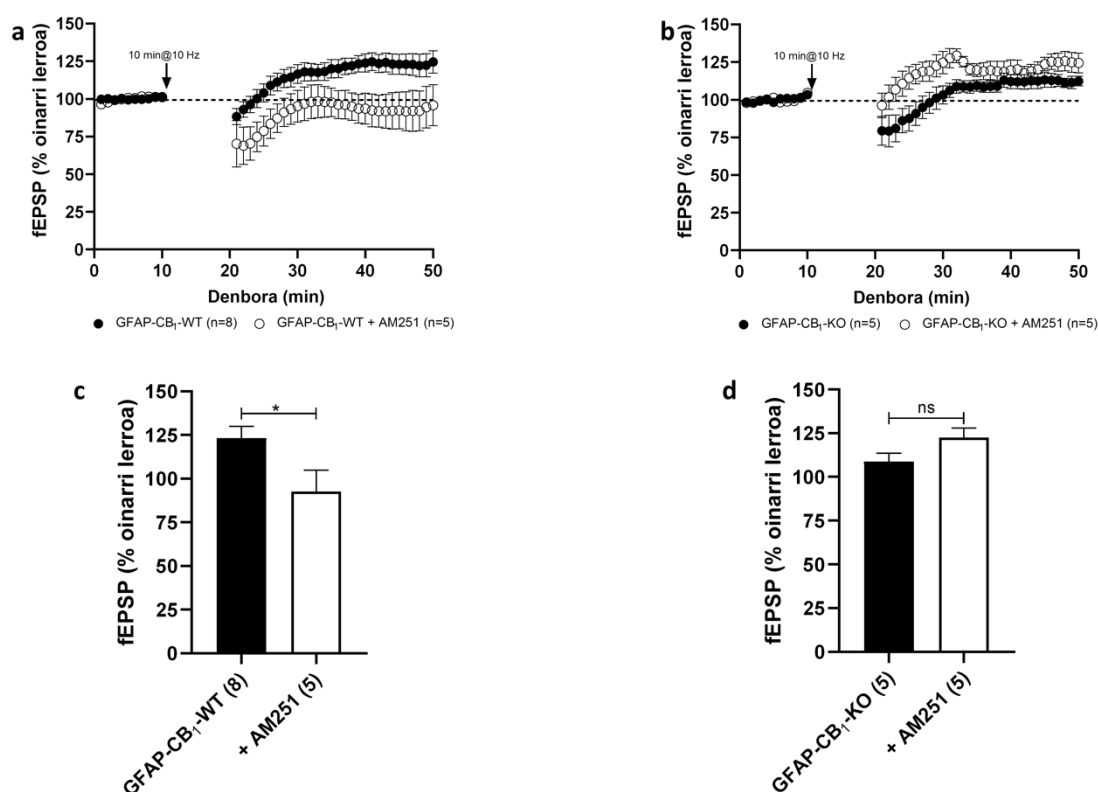 a
150
125
100
75
50
25
0
fEPSP (% oinarri lerroa)
10 min@10 Hz
0 10 20 30 40 50
Denbora (min)
● GFAP-CB₁-WT (n=8) ○ GFAP-CB₁-WT + AM251 (n=5)
b
150
125
100
75
50
25
0
fEPSP (% oinarri lerroa)
10 min@10 Hz
0 10 20 30 40 50
Denbora (min)
● GFAP-CB₁-KO (n=5) ○ GFAP-CB₁-KO + AM251 (n=5)
c
150
125
100
75
50
25
0
fEPSP (% oinarri lerroa)
*
GFAP-CB₁-WT (8)
+ AM251 (5)
d
150
125
100
75
50
25
0
fEPSP (% oinarri lerroa)
ns
GFAP-CB₁-KO (5)
+ AM251 (5)